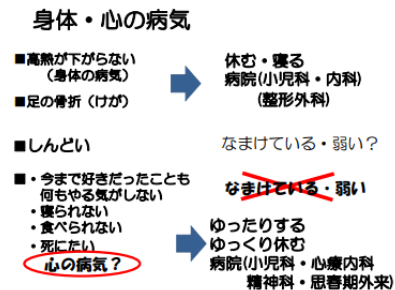 身体・心の病気
■高熱が下がらない
（身体の病気）
■足の骨折（けが）
休む・寝る
病院(小児科・内科)
(整形外科)
■しんどい
なまけている・弱い？
■・今まで好きだったことも
何もやる気がしない
・寝られない
・食べられない
・死にたい
心の病気？
なまけている・弱い
ゆったりする
ゆっくり休む
病院(小児科・心療内科
精神科・思春期外来)